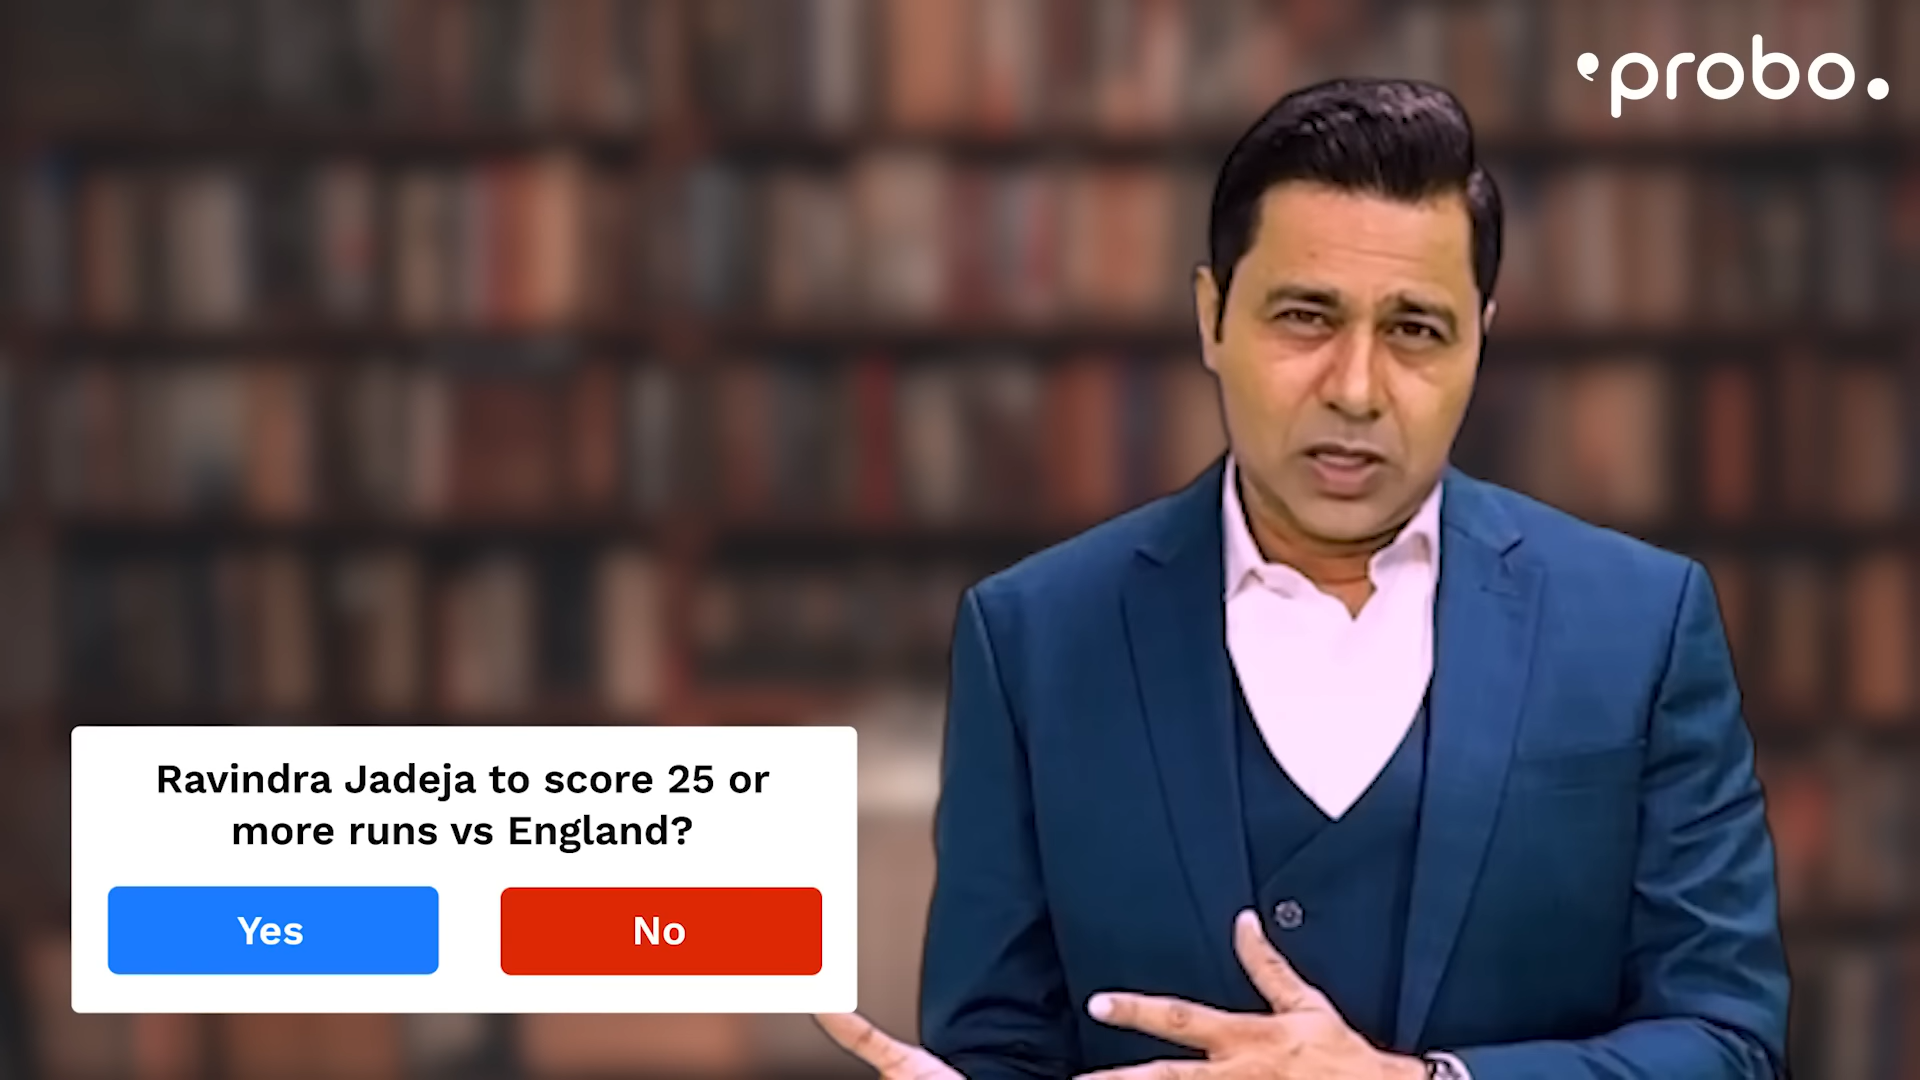 probo.
Ravindra Jadeja to score 25 or
more runs vs England?
Yes
No